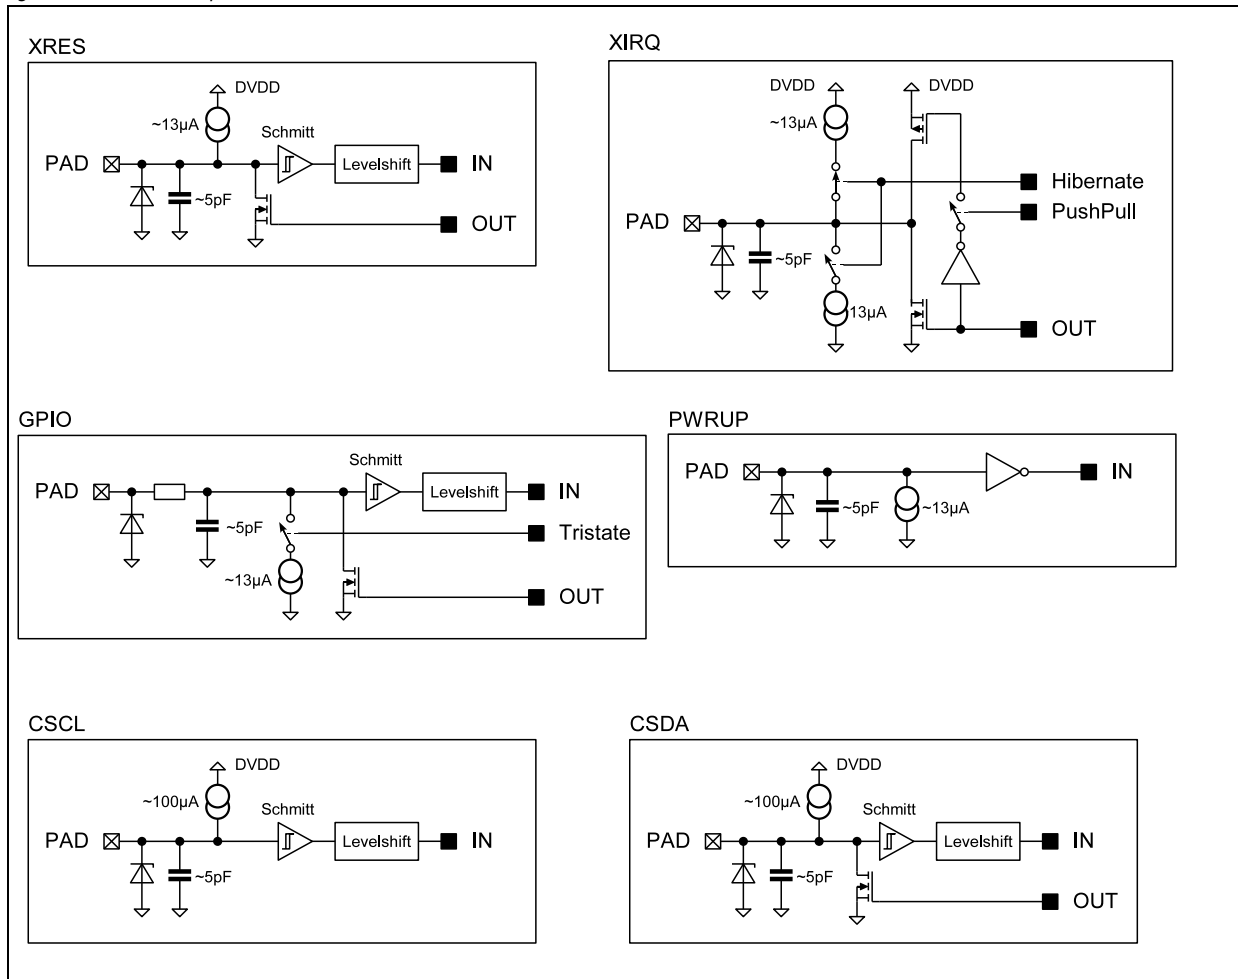 XRES
DVDD
~13µA
Schmitt
PAD
Levelshift
IN
~5pF
OUT
XIRQ
DVDD
DVDD
~13µA
Hibernate
PushPull
PAD
~5pF
13µA
OUT
GPIO
Schmitt
PAD
Levelshift
IN
~5pF
Tristate
~13µA
OUT
PWRUP
PAD
IN
~5pF
~13µA
CSCL
DVDD
~100µA
Schmitt
PAD
Levelshift
IN
~5pF
CSDA
DVDD
~100µA
Schmitt
PAD
Levelshift
IN
~5pF
OUT